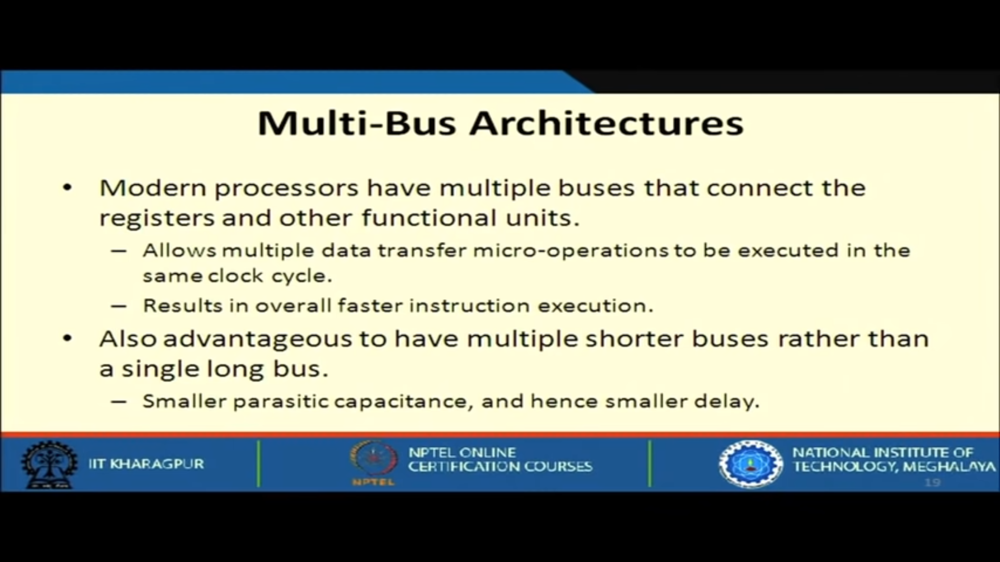 Multi-Bus Architectures
• Modern processors have multiple buses that connect the
registers and other functional units.
– Allows multiple data transfer micro-operations to be executed in the
same clock cycle.
– Results in overall faster instruction execution.
• Also advantageous to have multiple shorter buses rather than
a single long bus.
– Smaller parasitic capacitance, and hence smaller delay.
IIT KHARAGPUR
NPTEL
NPTEL ONLINE
CERTIFICATION COURSES
NATIONAL INSTITUTE OF
TECHNOLOGY, MEGHALAYA
19